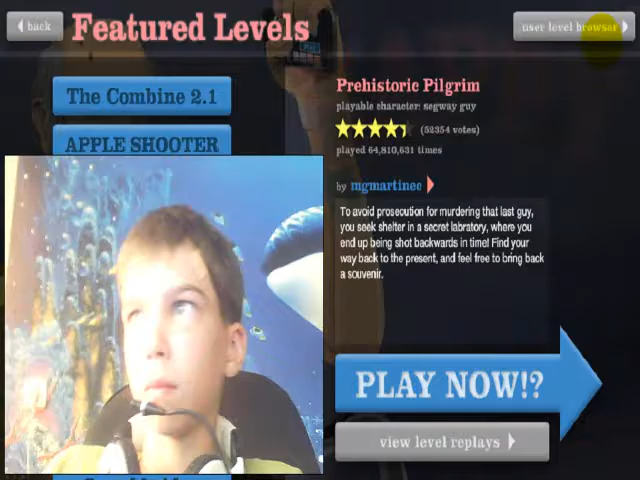 back
Featured Levels
user level browser
The Combine 2.1
APPLE SHOOTER
Prehistoric Pilgrim
playable character: segway guy
(52354 votes)
played 64,810,631 times
by mgmartinec
To avoid prosecution for murdering that last guy,
you seek shelter in a secret labratory, where you
end up being shot backwards in time! Find your
way back to the present, and feel free to bring back
a souvenir.
PLAY NOW!?
view level replays